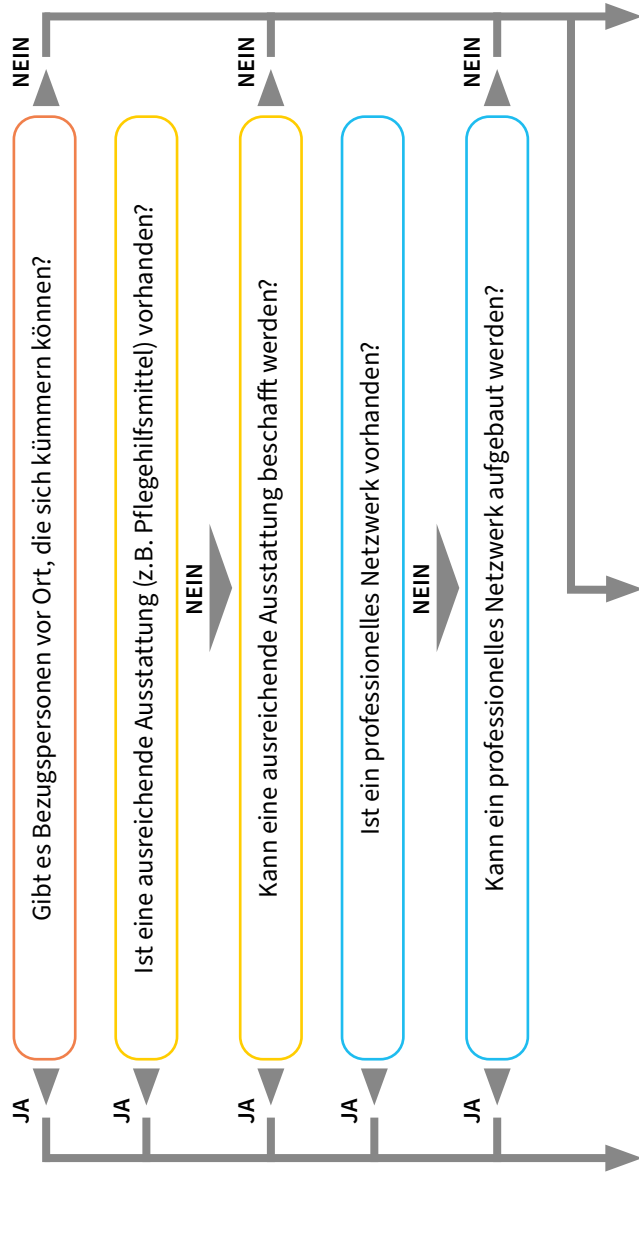 JA
Gibt es Bezugspersonen vor Ort, die sich kümmern können?
NEIN
JA
Ist eine ausreichende Ausstattung (z.B. Pflegehilfsmittel) vorhanden?
NEIN
JA
Kann eine ausreichende Ausstattung beschafft werden?
NEIN
JA
Ist ein professionelles Netzwerk vorhanden?
NEIN
JA
Kann ein professionelles Netzwerk aufgebaut werden?
NEIN